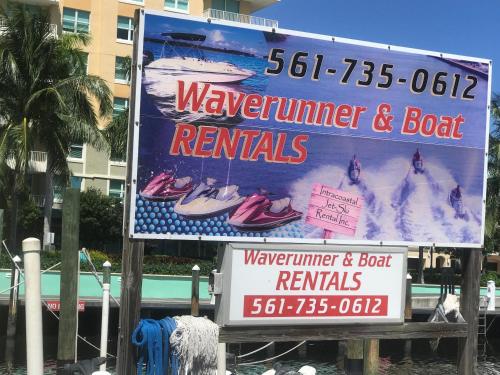 561-735-0612
Waverunner & Boat
RENTALS
Intracoastal
Jet-Ski
Rental Inc.
Waverunner & Boat
RENTALS
561-735-0612